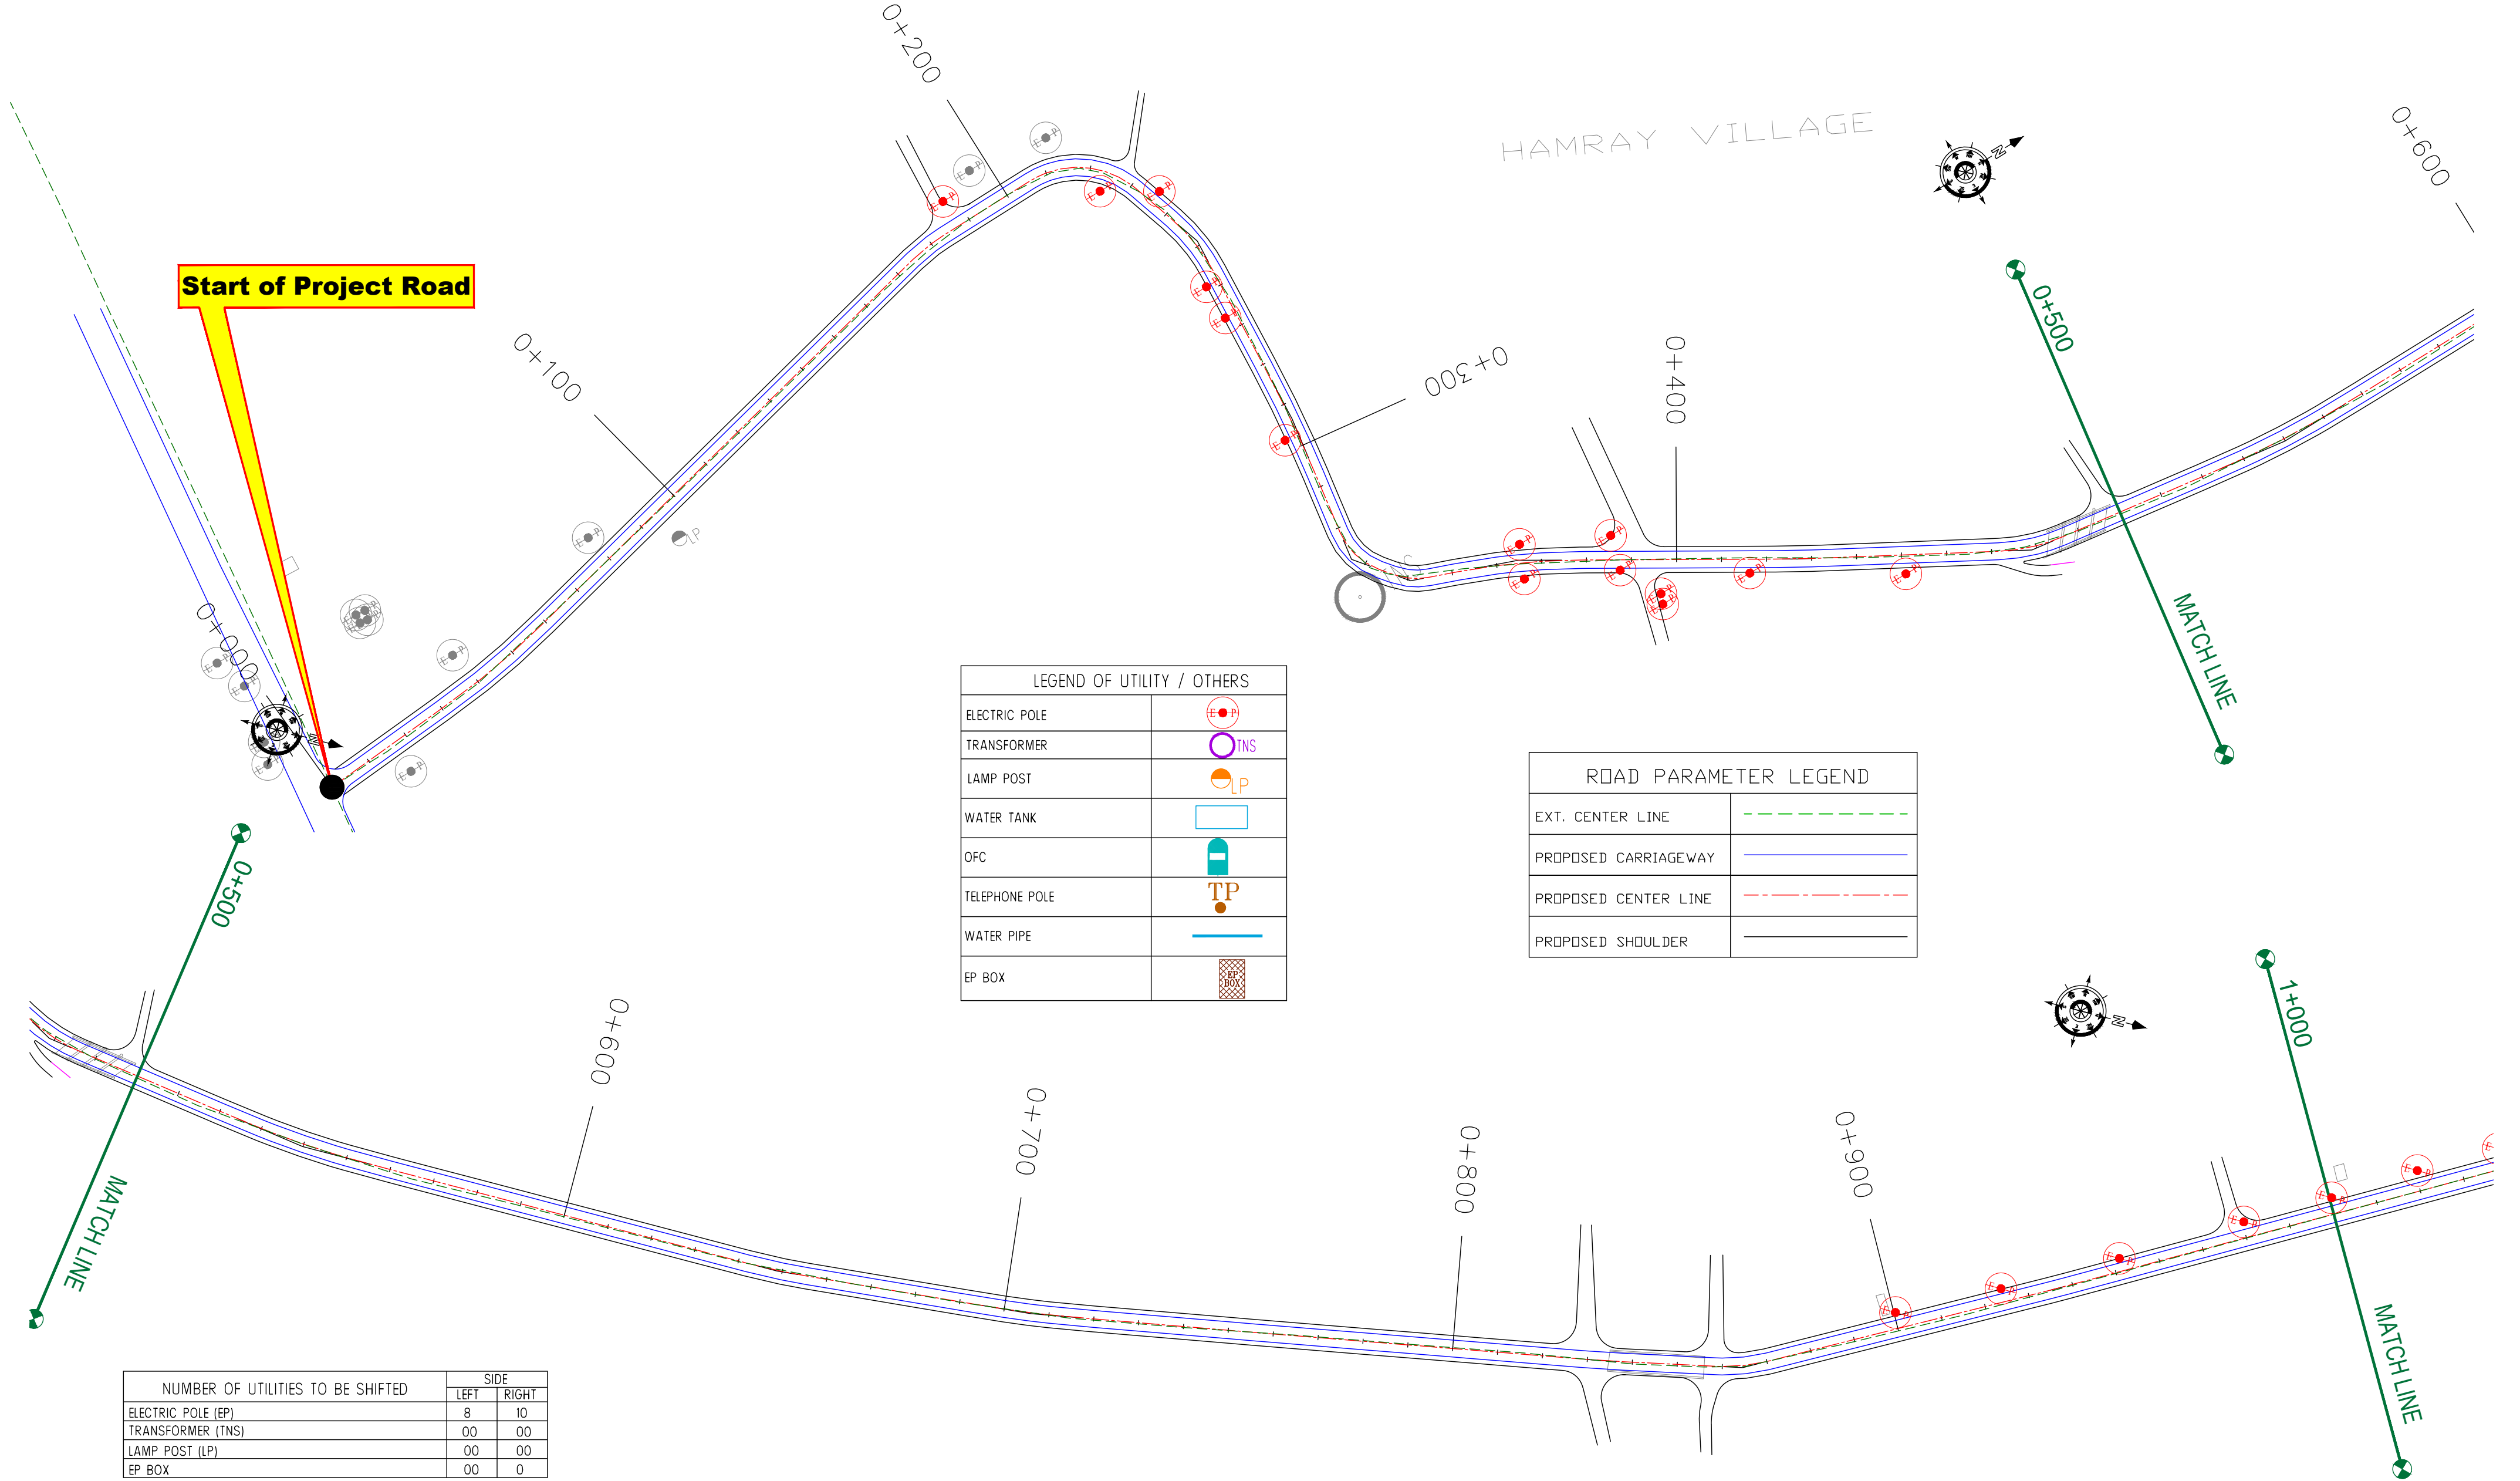 0+200
HAMRAY VILLAGE
N
0+600
Start of Project Road
0+500
0+100
0+300
0+400
E P
E P
E P
E P
E P
E P
E P
E P
LP
0+000
MATCH LINE
N
LEGEND OF UTILITY / OTHERS
ELECTRIC POLE E P
TRANSFORMER TNS
LAMP POST LP
WATER TANK
OFC
TELEPHONE POLE TP
WATER PIPE
EP BOX EP BOX
ROAD PARAMETER LEGEND
EXT. CENTER LINE
PROPOSED CARRIAGEWAY
PROPOSED CENTER LINE
PROPOSED SHOULDER
0+500
MATCH LINE
0+600
0+700
0+800
0+900
N
1+000
E P
E P
E P
E P
E P
E P
MATCH LINE
NUMBER OF UTILITIES TO BE SHIFTED SIDE
LEFT RIGHT
ELECTRIC POLE (EP) 8 10
TRANSFORMER (TNS) 00 00
LAMP POST (LP) 00 00
EP BOX 00 0